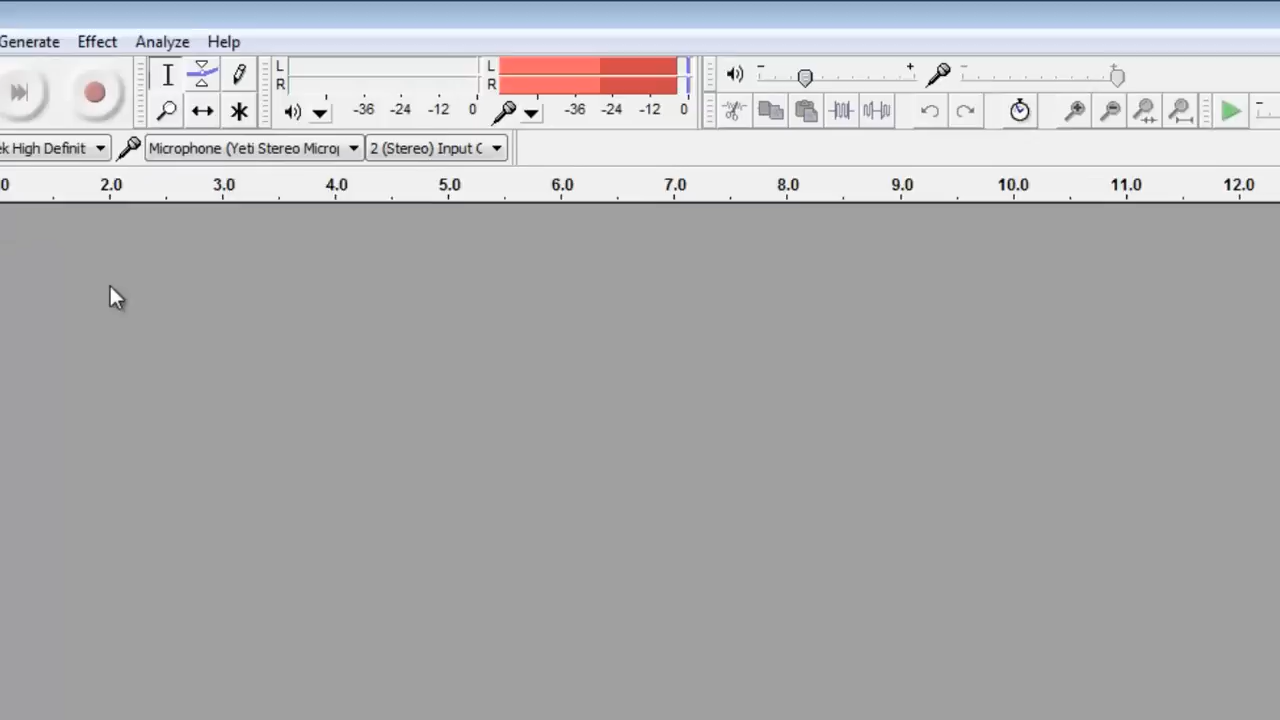 Generate Effect Analyze Help
L L
R R
-36 -24 -12 0 -36 -24 -12 0
ek High Definit Microphone (Yeti Stereo Microp 2 (Stereo) Input C
0 2.0 3.0 4.0 5.0 6.0 7.0 8.0 9.0 10.0 11.0 12.0